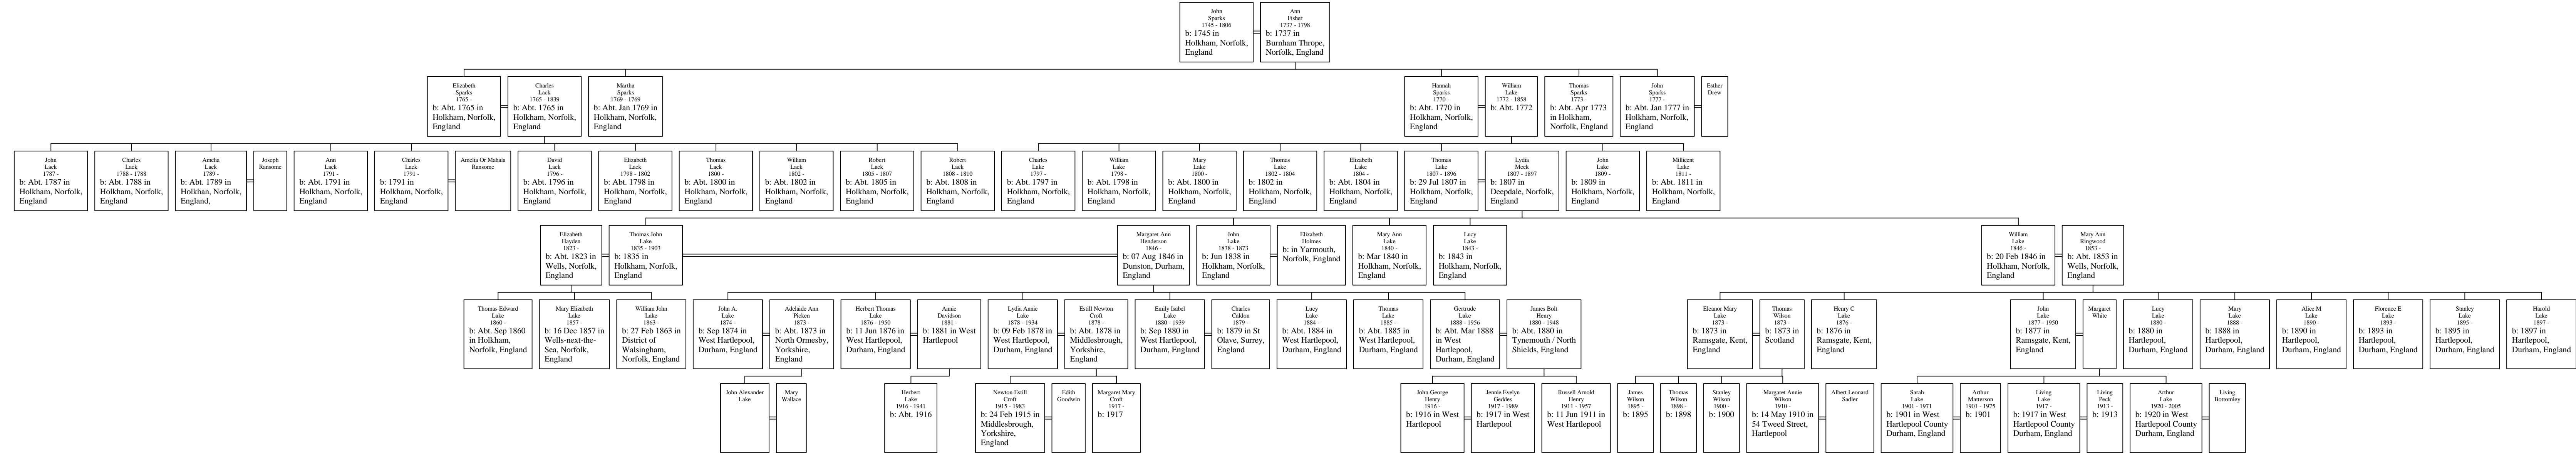 John
Sparks
1745 - 1806
b: 1745 in
Holkham, Norfolk,
England
Ann
Fisher
1737 - 1798
b: 1737 in
Burnham Thrope,
Norfolk, England
Elizabeth
Sparks
1765 -
b: Abt. 1765 in
Holkham, Norfolk,
England
Charles
Lack
1765 - 1839
b: Abt. 1765 in
Holkham, Norfolk,
England
Martha
Sparks
1769 - 1769
b: Abt. Jan 1769 in
Holkham, Norfolk,
England
Hannah
Sparks
1770 -
b: Abt. 1770 in
Holkham, Norfolk,
England
William
Lake
1772 - 1858
b: Abt. 1772
Thomas
Sparks
1773 -
b: Abt. Apr 1773
in Holkham,
Norfolk, England
John
Sparks
1777 -
b: Abt. Jan 1777 in
Holkham, Norfolk,
England
Esther
Drew
John
Lack
1787 -
b: Abt. 1787 in
Holkham, Norfolk,
England
Charles
Lack
1788 - 1788
b: Abt. 1788 in
Holkham, Norfolk,
England
Amelia
Lack
1789 -
b: Abt. 1789 in
Holkhan, Norfolk,
England,
Joseph
Ransome
Ann
Lack
1791 -
b: Abt. 1791 in
Holkham, Norfolk,
England
Charles
Lack
1791 -
b: 1791 in
Holkham, Norfolk,
England
Amelia Or Mahala
Ransome
David
Lack
1796 -
b: Abt. 1796 in
Holkham, Norfolk,
England
Elizabeth
Lack
1798 - 1802
b: Abt. 1798 in
Holkham, Norfolk,
England
Thomas
Lack
1800 -
b: Abt. 1800 in
Holkham, Norfolk,
England
William
Lack
1802 -
b: Abt. 1802 in
Holkham, Norfolk,
England
Robert
Lack
1805 - 1807
b: Abt. 1805 in
Holkham, Norfolk,
England
Robert
Lack
1808 - 1810
b: Abt. 1808 in
Holkham, Norfolk,
England
Charles
Lake
1797 -
b: Abt. 1797 in
Holkham, Norfolk,
England
William
Lake
1798 -
b: Abt. 1798 in
Holkham, Norfolk,
England
Mary
Lake
1800 -
b: Abt. 1800 in
Holkham, Norfolk,
England
Thomas
Lake
1802 - 1804
b: 1802 in
Holkham, Norfolk,
England
Elizabeth
Lake
1804 -
b: Abt. 1804 in
Holkham, Norfolk,
England
Thomas
Lake
1807 - 1896
b: 29 Jul 1807 in
Holkham, Norfolk,
England
Lydia
Meek
1807 - 1897
b: 1807 in
Deepdale, Norfolk,
England
John
Lake
1809 -
b: 1809 in
Holkham, Norfolk,
England
Millicent
Lake
1811 -
b: Abt. 1811 in
Holkham, Norfolk,
England
Elizabeth
Hayden
1823 -
b: Abt. 1823 in
Wells, Norfolk,
England
Thomas John
Lake
1835 - 1903
b: 1835 in
Holkham, Norfolk,
England
Margaret Ann
Henderson
1846 -
b: 07 Aug 1846 in
Dunston, Durham,
England
John
Lake
1838 - 1873
b: Jun 1838 in
Holkham, Norfolk,
England
Elizabeth
Holmes
b: in Yarmouth,
Norfolk, England
Mary Ann
Lake
1840 -
b: Mar 1840 in
Holkham, Norfolk,
England
Lucy
Lake
1843 -
b: 1843 in
Holkham, Norfolk,
England
William
Lake
1846 -
b: 20 Feb 1846 in
Holkham, Norfolk,
England
Mary Ann
Ringwood
1853 -
b: Abt. 1853 in
Wells, Norfolk,
England
Thomas Edward
Lake
1860 -
b: Abt. Sep 1860
in Holkham,
Norfolk, England
Mary Elizabeth
Lake
1857 -
b: 16 Dec 1857 in
Wells-next-the-
Sea, Norfolk,
England
William John
Lake
1863 -
b: 27 Feb 1863 in
District of
Walsingham,
Norfolk, England
John A.
Lake
1874 -
b: Sep 1874 in
West Hartlepool,
Durham, England
Adelaide Ann
Picken
1873 -
b: Abt. 1873 in
North Ormesby,
Yorkshire,
England
Herbert Thomas
Lake
1876 - 1950
b: 11 Jun 1876 in
West Hartlepool,
Durham, England
Annie
Davidson
1881 -
b: 1881 in West
Hartlepool
Lydia Annie
Lake
1878 - 1934
b: 09 Feb 1878 in
West Hartlepool,
Durham, England
Estill Newton
Croft
1878 -
b: Abt. 1878 in
Middlesbrough,
Yorkshire,
England
Emily Isabel
Lake
1880 - 1939
b: Sep 1880 in
West Hartlepool,
Durham, England
Charles
Caldon
1879 -
b: 1879 in St
Olave, Surrey,
England
Lucy
Lake
1884 -
b: Abt. 1884 in
West Hartlepool,
Durham, England
Thomas
Lake
1885 -
b: Abt. 1885 in
West Hartlepool,
Durham, England
Gertrude
Lake
1888 - 1956
b: Abt. Mar 1888
in West
Hartlepool,
Durham, England
James Bolt
Henry
1880 - 1948
b: Abt. 1880 in
Tynemouth / North
Shields, England
Eleanor Mary
Lake
1873 -
b: 1873 in
Ramsgate, Kent,
England
Thomas
Wilson
1873 -
b: 1873 in
Scotland
Henry C
Lake
1876 -
b: 1876 in
Ramsgate, Kent,
England
John
Lake
1877 - 1950
b: 1877 in
Ramsgate, Kent,
England
Margaret
White
Lucy
Lake
1880 -
b: 1880 in
Hartlepool,
Durham, England
Mary
Lake
1888 -
b: 1888 in
Hartlepool,
Durham, England
Alice M
Lake
1890 -
b: 1890 in
Hartlepool,
Durham, England
Florence E
Lake
1893 -
b: 1893 in
Hartlepool,
Durham, England
Stanley
Lake
1895 -
b: 1895 in
Hartlepool,
Durham, England
Harold
Lake
1897 -
b: 1897 in
Hartlepool,
Durham, England
John Alexander
Lake
Mary
Wallace
Herbert
Lake
1916 - 1941
b: Abt. 1916
Newton Estill
Croft
1915 - 1983
b: 24 Feb 1915 in
Middlesbrough,
Yorkshire,
England
Edith
Goodwin
Margaret Mary
Croft
1917 -
b: 1917
John George
Henry
1916 -
b: 1916 in West
Hartlepool
Jennie Evelyn
Geddes
1917 - 1989
b: 1917 in West
Hartlepool
Russell Arnold
Henry
1911 - 1957
b: 11 Jun 1911 in
West Hartlepool
James
Wilson
1895 -
b: 1895
Thomas
Wilson
1898 -
b: 1898
Stanley
Wilson
1900 -
b: 1900
Margaret Annie
Wilson
1910 -
b: 14 May 1910 in
54 Tweed Street,
Hartlepool
Albert Leonard
Sadler
Sarah
Lake
1901 - 1971
b: 1901 in West
Hartlepool County
Durham, England
Arthur
Matterson
1901 - 1975
b: 1901
Living
Lake
1917 -
b: 1917 in West
Hartlepool County
Durham, England
Living
Peck
1913 -
b: 1913
Arthur
Lake
1920 - 2005
b: 1920 in West
Hartlepool County
Durham, England
Living
Bottomley